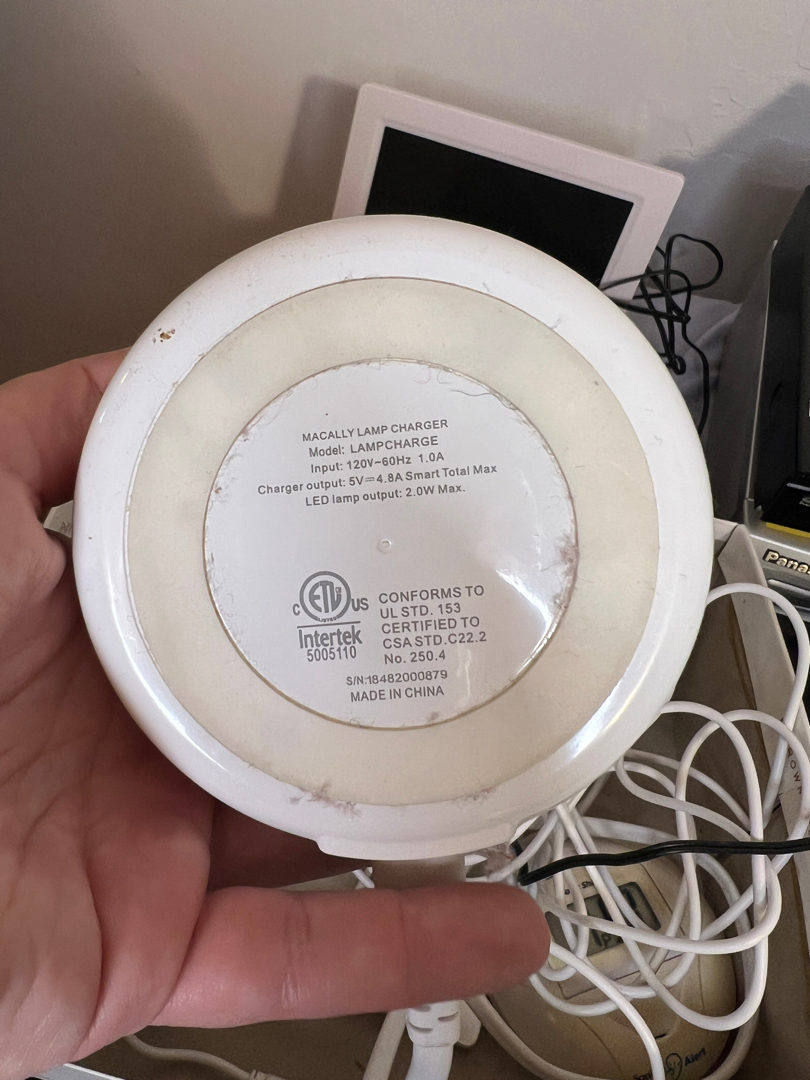 MACALLY LAMP CHARGER
Model: LAMPCHARGE
Input: 120V~60Hz 1.0A
Charger output: 5V⎓4.8A Smart Total Max
LED lamp output: 2.0W Max.
C ETL US
LISTED
Intertek
5005110
CONFORMS TO
UL STD. 153
CERTIFIED TO
CSA STD.C22.2
No. 250.4
S/N:18482000879
MADE IN CHINA
Alert